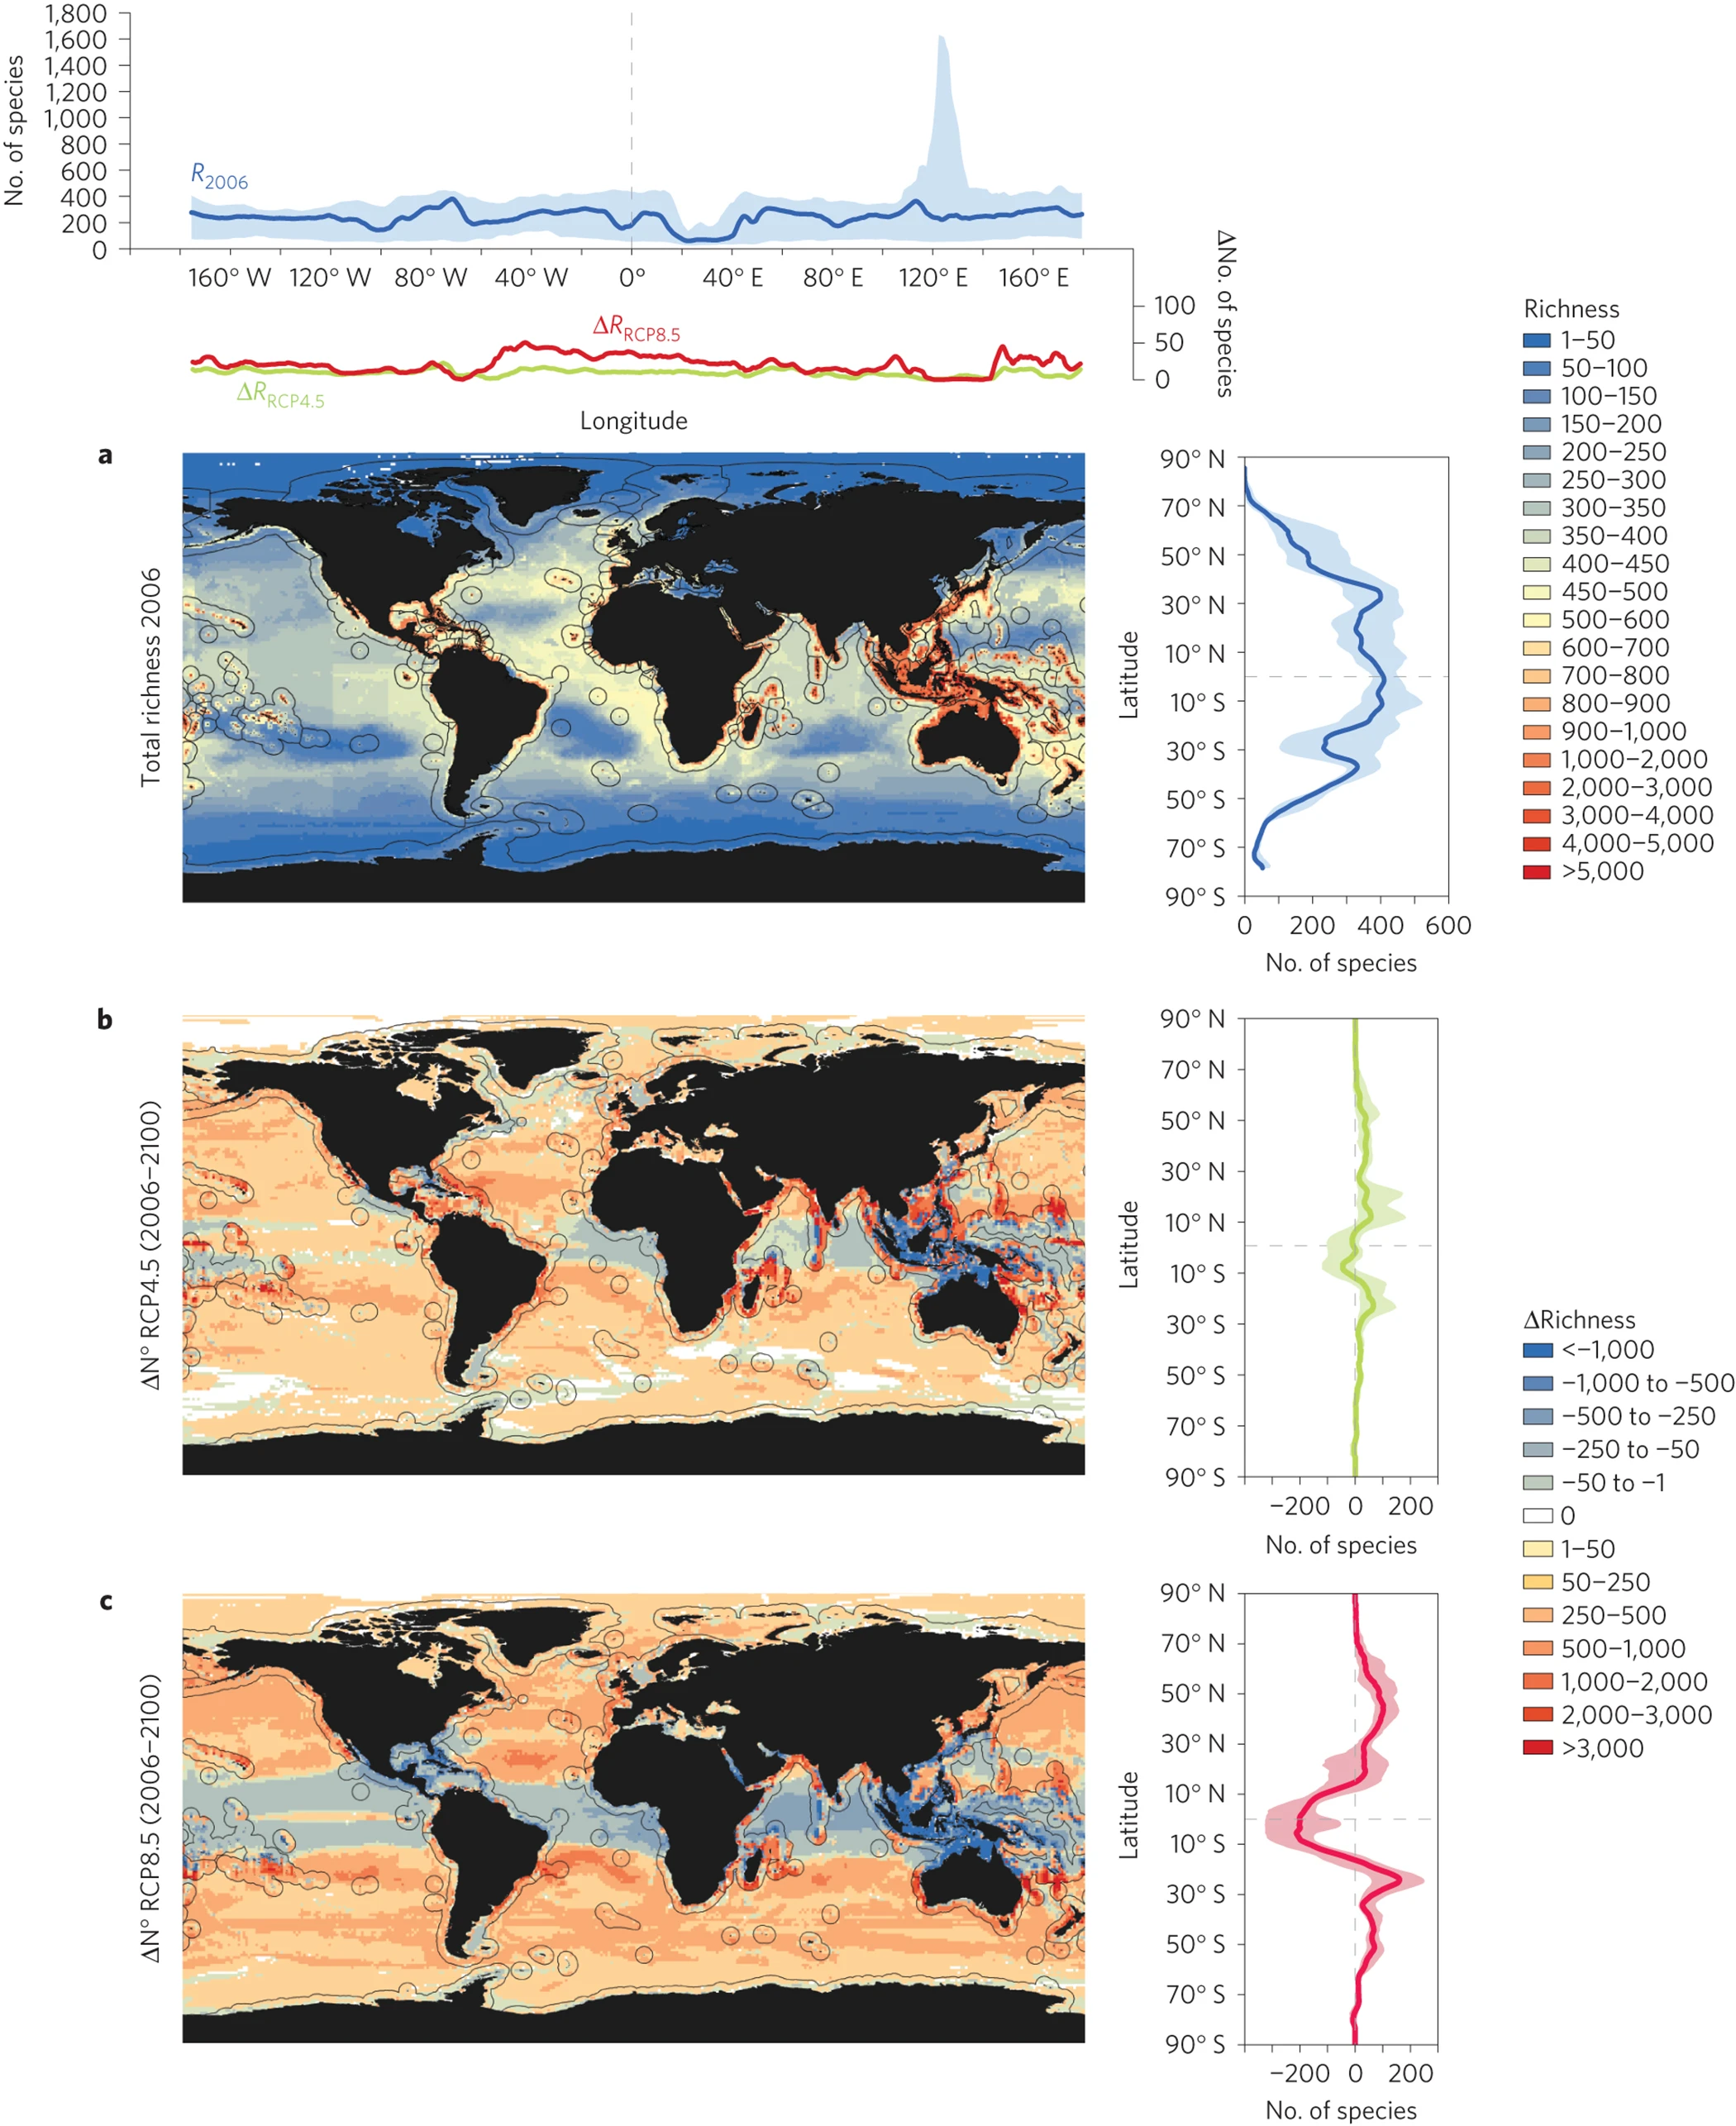 1,800
1,600
1,400
1,200
1,000
800
600
400
200
0
No. of species
R2006
160° W 120° W 80° W 40° W 0° 40° E 80° E 120° E 160° E
100
50
0
ΔNo. of species
ΔRRCP8.5
ΔRRCP4.5
Longitude
a
Total richness 2006
90° N
70° N
50° N
30° N
10° N
10° S
30° S
50° S
70° S
90° S
Latitude
0 200 400 600
No. of species
Richness
1–50
50–100
100–150
150–200
200–250
250–300
300–350
350–400
400–450
450–500
500–600
600–700
700–800
800–900
900–1,000
1,000–2,000
2,000–3,000
3,000–4,000
4,000–5,000
>5,000
b
ΔN° RCP4.5 (2006–2100)
90° N
70° N
50° N
30° N
10° N
10° S
30° S
50° S
70° S
90° S
Latitude
−200 0 200
No. of species
ΔRichness
<−1,000
−1,000 to −500
−500 to −250
−250 to −50
−50 to −1
0
1–50
50–250
250–500
500–1,000
1,000–2,000
2,000–3,000
>3,000
c
ΔN° RCP8.5 (2006–2100)
90° N
70° N
50° N
30° N
10° N
10° S
30° S
50° S
70° S
90° S
Latitude
−200 0 200
No. of species